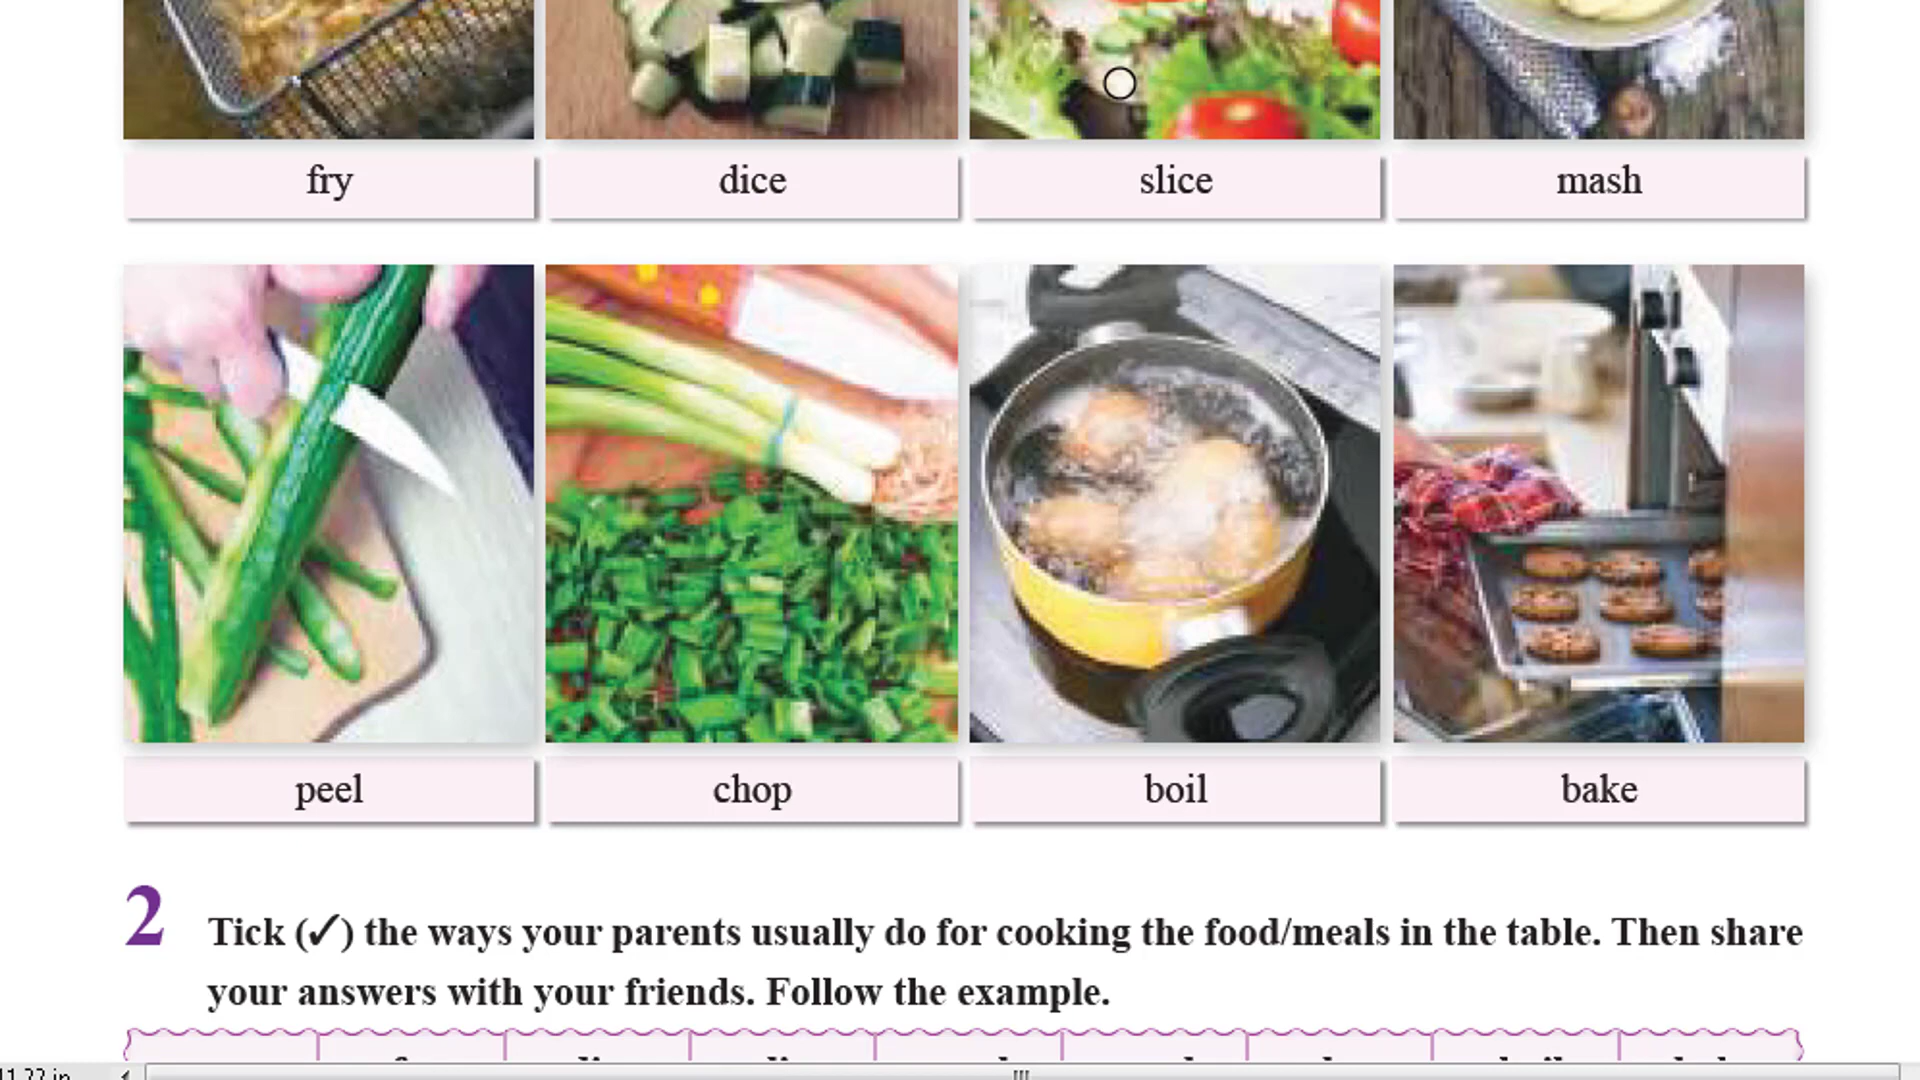 fry
dice
slice
mash
peel
chop
boil
bake
2
Tick (✓) the ways your parents usually do for cooking the food/meals in the table. Then share
your answers with your friends. Follow the example.